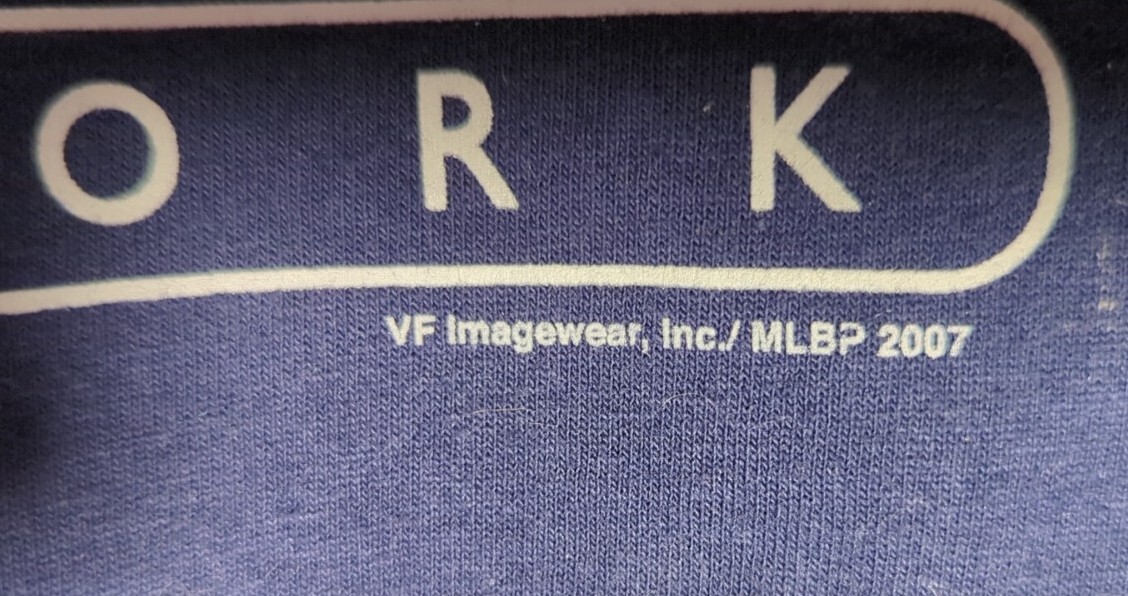 O R K
VF Imagewear, Inc./ MLBP 2007